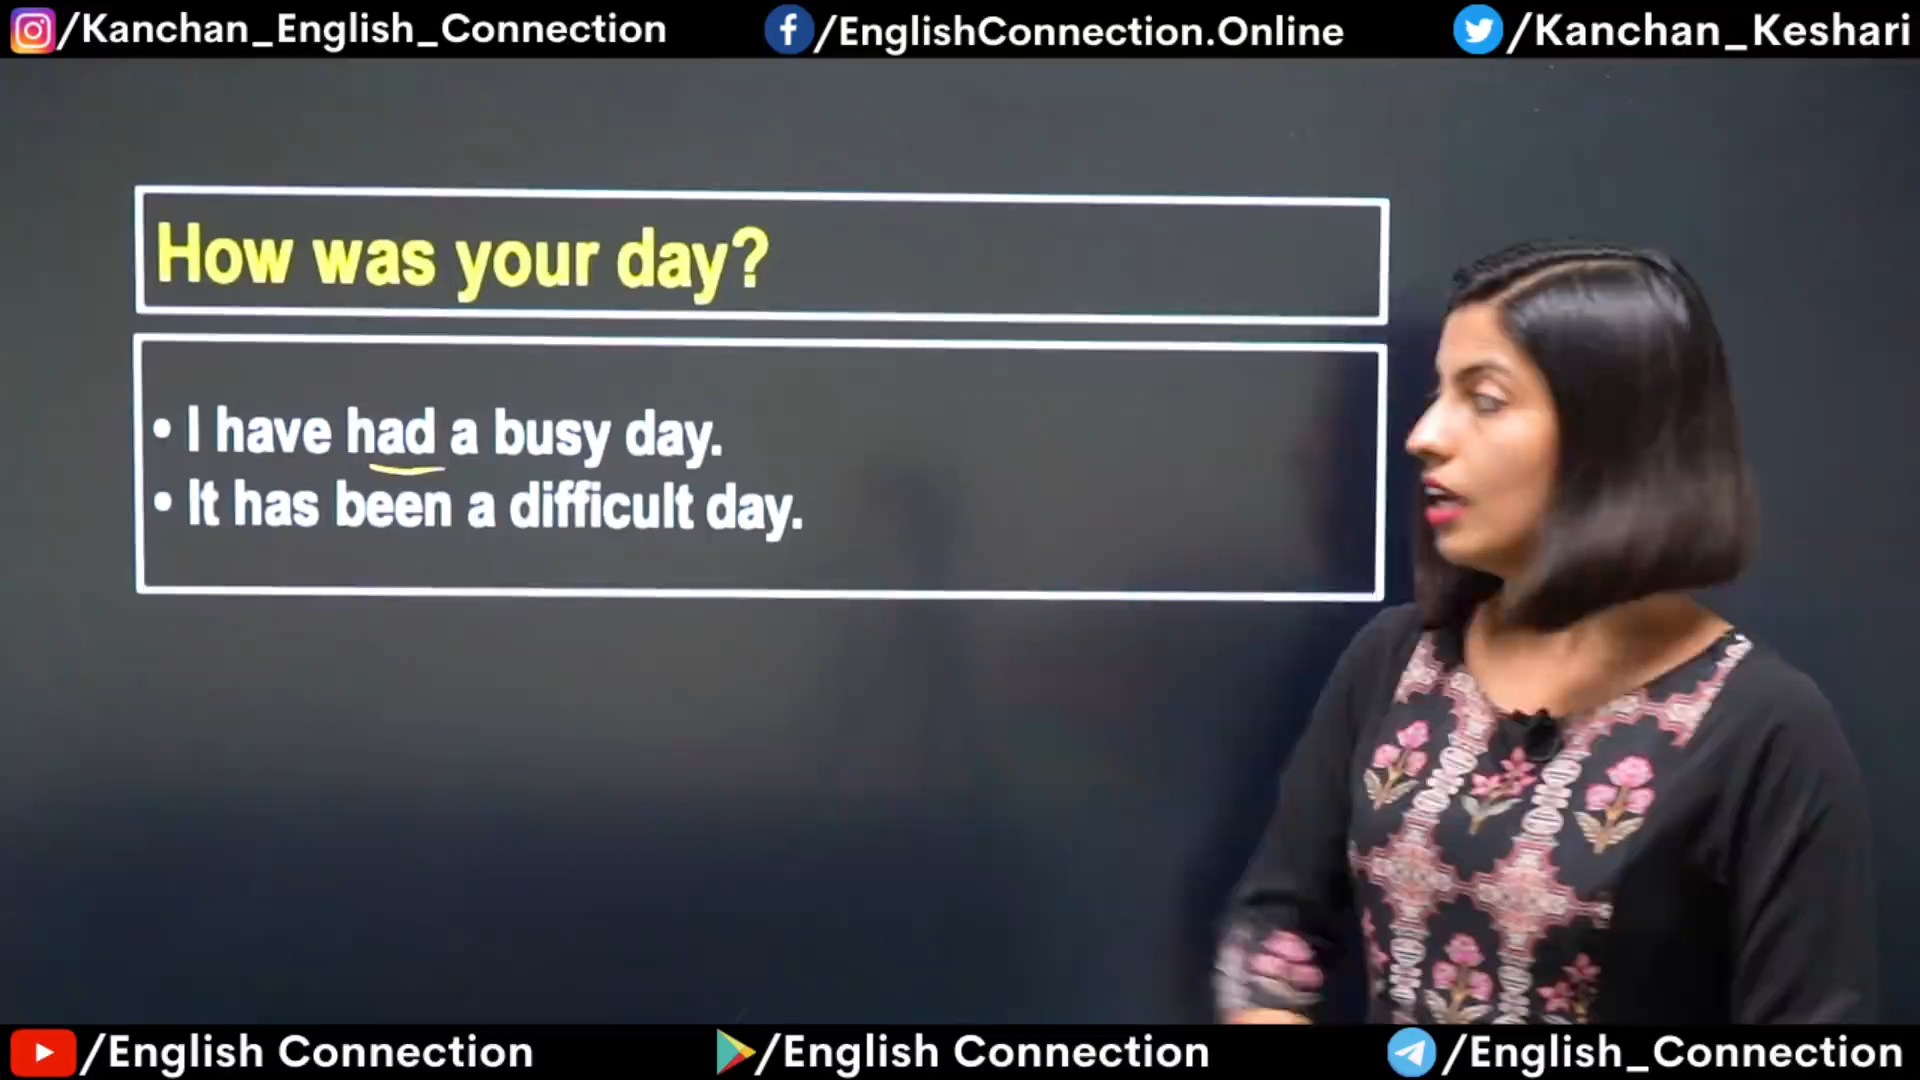 /Kanchan_English_Connection
/EnglishConnection.Online
/Kanchan_Keshari
How was your day?
• I have had a busy day.
• It has been a difficult day.
/English Connection
/English Connection
/English_Connection